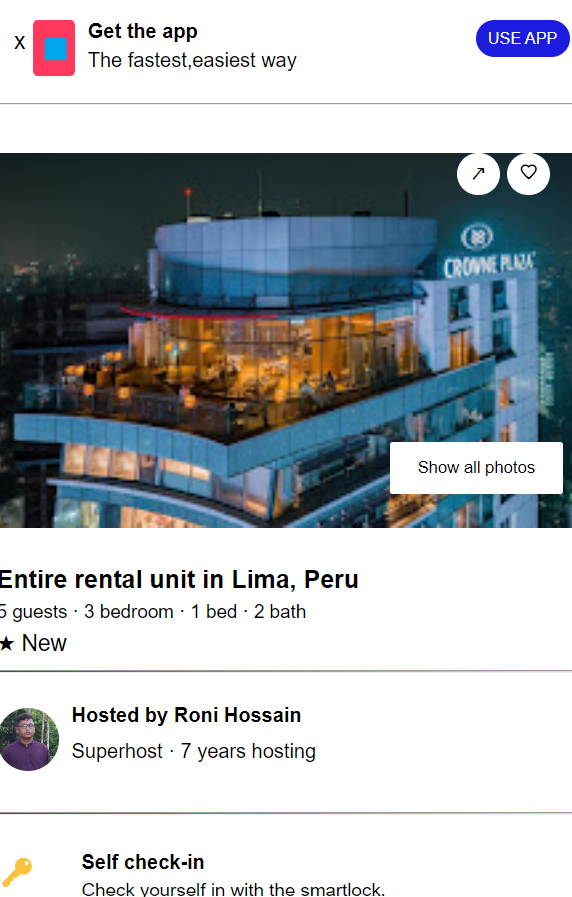 X
Get the app
The fastest,easiest way
USE APP
CROWNE PLAZA
Show all photos
Entire rental unit in Lima, Peru
5 guests · 3 bedroom · 1 bed · 2 bath
★ New
Hosted by Roni Hossain
Superhost · 7 years hosting
Self check-in
Check yourself in with the smartlock.